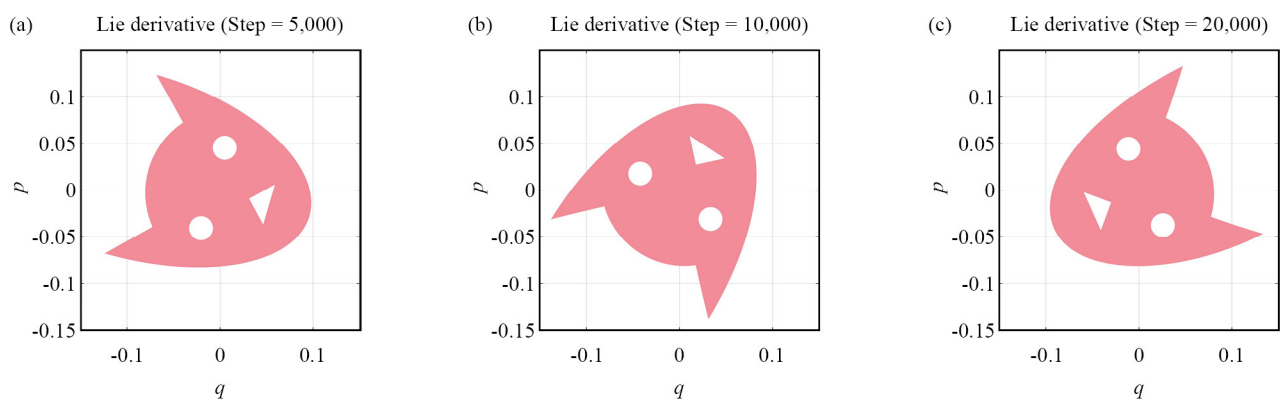 (a) Lie derivative (Step = 5,000)
0.1
0.05
0
-0.05
-0.1
-0.15
p
-0.1 0 0.1
q
(b) Lie derivative (Step = 10,000)
0.1
0.05
0
-0.05
-0.1
-0.15
p
-0.1 0 0.1
q
(c) Lie derivative (Step = 20,000)
0.1
0.05
0
-0.05
-0.1
-0.15
p
-0.1 0 0.1
q